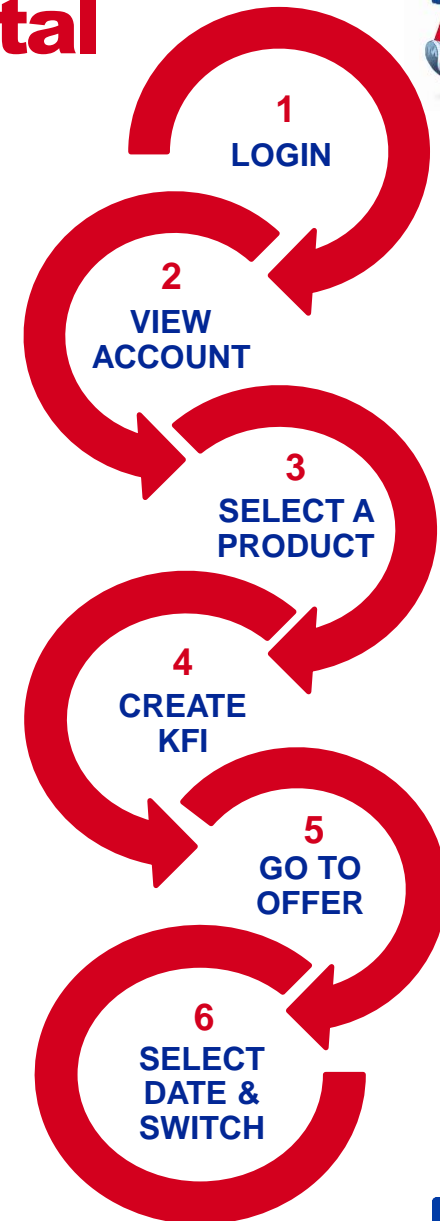 tal
1
LOGIN
2
VIEW
ACCOUNT
3
SELECT A
PRODUCT
4
CREATE
KFI
5
GO TO
OFFER
6
SELECT
DATE &
SWITCH